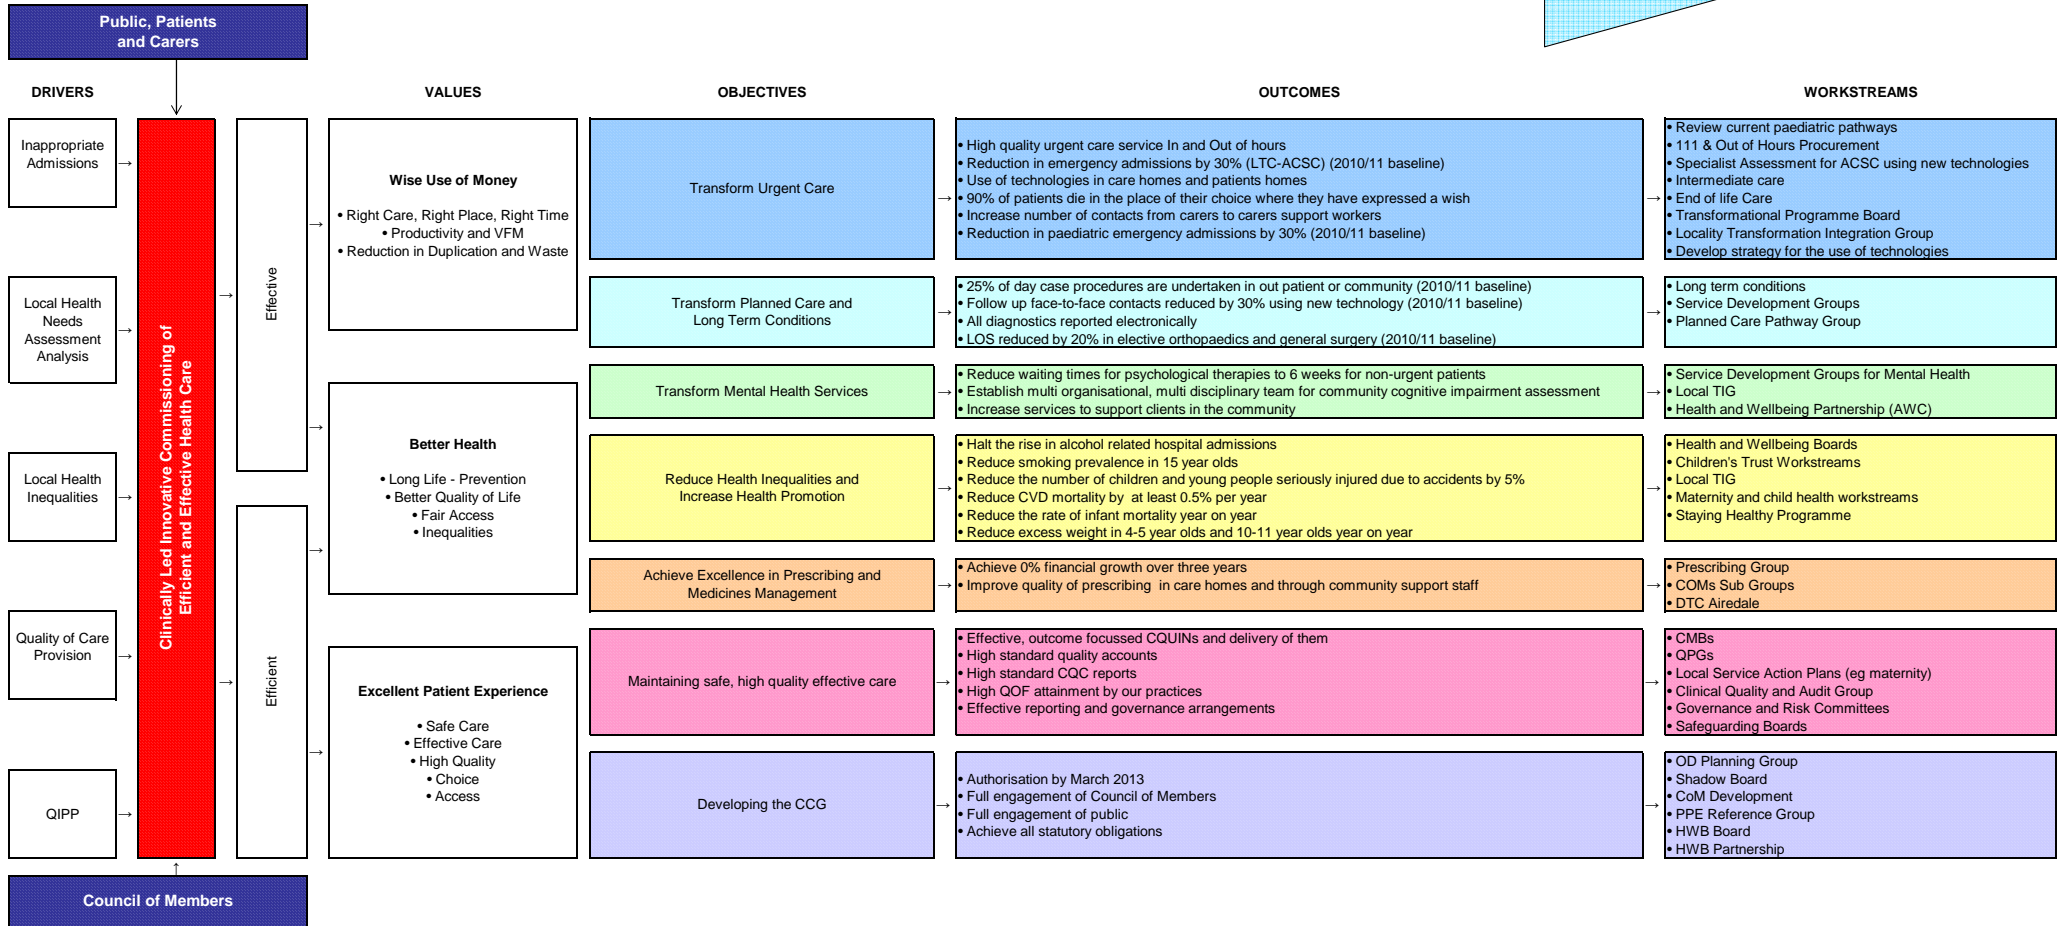 Public, Patients
and Carers
DRIVERS
VALUES
OBJECTIVES
OUTCOMES
WORKSTREAMS
Inappropriate
Admissions
→
Local Health
Needs
Assessment
Analysis
→
Local Health
Inequalities
→
Quality of Care
Provision
→
QIPP
→
Clinically Led Innovative Commissioning of
Efficient and Effective Health Care
→
→
Effective
Efficient
→
→
→
→
Wise Use of Money
• Right Care, Right Place, Right Time
• Productivity and VFM
• Reduction in Duplication and Waste
Better Health
• Long Life - Prevention
• Better Quality of Life
• Fair Access
• Inequalities
Excellent Patient Experience
• Safe Care
• Effective Care
• High Quality
• Choice
• Access
Transform Urgent Care
→
• High quality urgent care service In and Out of hours
• Reduction in emergency admissions by 30% (LTC-ACSC) (2010/11 baseline)
• Use of technologies in care homes and patients homes
• 90% of patients die in the place of their choice where they have expressed a wish
• Increase number of contacts from carers to carers support workers
• Reduction in paediatric emergency admissions by 30% (2010/11 baseline)
→
• Review current paediatric pathways
• 111 & Out of Hours Procurement
• Specialist Assessment for ACSC using new technologies
• Intermediate care
• End of life Care
• Transformational Programme Board
• Locality Transformation Integration Group
• Develop strategy for the use of technologies
Transform Planned Care and
Long Term Conditions
→
• 25% of day case procedures are undertaken in out patient or community (2010/11 baseline)
• Follow up face-to-face contacts reduced by 30% using new technology (2010/11 baseline)
• All diagnostics reported electronically
• LOS reduced by 20% in elective orthopaedics and general surgery (2010/11 baseline)
→
• Long term conditions
• Service Development Groups
• Planned Care Pathway Group
Transform Mental Health Services
→
• Reduce waiting times for psychological therapies to 6 weeks for non-urgent patients
• Establish multi organisational, multi disciplinary team for community cognitive impairment assessment
• Increase services to support clients in the community
→
• Service Development Groups for Mental Health
• Local TIG
• Health and Wellbeing Partnership (AWC)
Reduce Health Inequalities and
Increase Health Promotion
→
• Halt the rise in alcohol related hospital admissions
• Reduce smoking prevalence in 15 year olds
• Reduce the number of children and young people seriously injured due to accidents by 5%
• Reduce CVD mortality by at least 0.5% per year
• Reduce the rate of infant mortality year on year
• Reduce excess weight in 4-5 year olds and 10-11 year olds year on year
→
• Health and Wellbeing Boards
• Children's Trust Workstreams
• Local TIG
• Maternity and child health workstreams
• Staying Healthy Programme
Achieve Excellence in Prescribing and
Medicines Management
→
• Achieve 0% financial growth over three years
• Improve quality of prescribing in care homes and through community support staff
→
• Prescribing Group
• COMs Sub Groups
• DTC Airedale
Maintaining safe, high quality effective care
→
• Effective, outcome focussed CQUINs and delivery of them
• High standard quality accounts
• High standard CQC reports
• High QOF attainment by our practices
• Effective reporting and governance arrangements
→
• CMBs
• QPGs
• Local Service Action Plans (eg maternity)
• Clinical Quality and Audit Group
• Governance and Risk Committees
• Safeguarding Boards
Developing the CCG
→
• Authorisation by March 2013
• Full engagement of Council of Members
• Full engagement of public
• Achieve all statutory obligations
→
• OD Planning Group
• Shadow Board
• CoM Development
• PPE Reference Group
• HWB Board
• HWB Partnership
↑
Council of Members